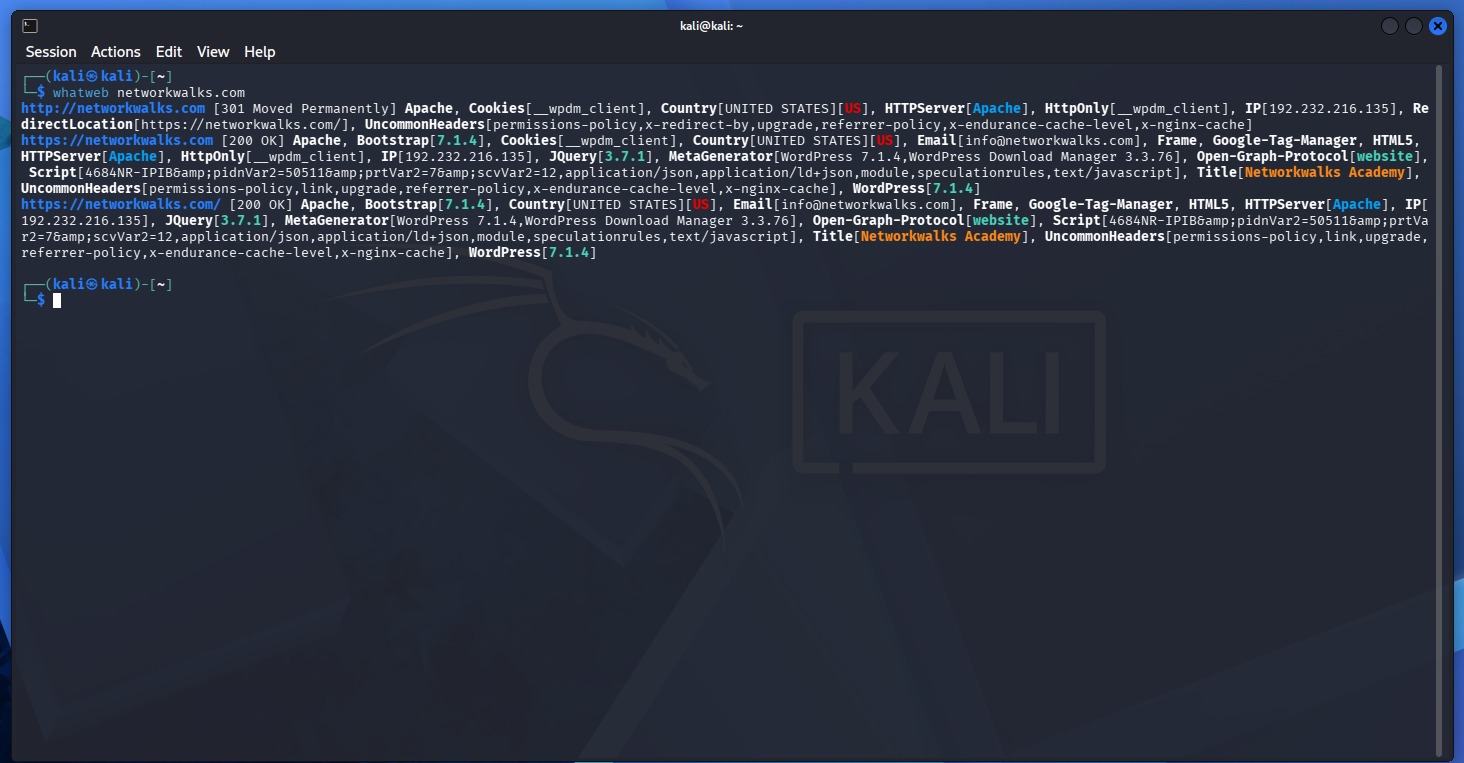 kali@kali: ~
Session Actions Edit View Help
┌──(kali㉿kali)-[~]
└─$ whatweb networkwalks.com
http://networkwalks.com [301 Moved Permanently] Apache, Cookies[__wpdm_client], Country[UNITED STATES][US], HTTPServer[Apache], HttpOnly[__wpdm_client], IP[192.232.216.135], Re
directLocation[https://networkwalks.com/], UncommonHeaders[permissions-policy,x-redirect-by,upgrade,referrer-policy,x-endurance-cache-level,x-nginx-cache]
https://networkwalks.com [200 OK] Apache, Bootstrap[7.1.4], Cookies[__wpdm_client], Country[UNITED STATES][US], Email[info@networkwalks.com], Frame, Google-Tag-Manager, HTML5,
HTTPServer[Apache], HttpOnly[__wpdm_client], IP[192.232.216.135], JQuery[3.7.1], MetaGenerator[WordPress 7.1.4,WordPress Download Manager 3.3.76], Open-Graph-Protocol[website],
 Script[4684NR-IPIB&amp;pidnVar2=50511&amp;prtVar2=7&amp;scvVar2=12,application/json,application/ld+json,module,speculationrules,text/javascript], Title[Networkwalks Academy],
UncommonHeaders[permissions-policy,link,upgrade,referrer-policy,x-endurance-cache-level,x-nginx-cache], WordPress[7.1.4]
https://networkwalks.com/ [200 OK] Apache, Bootstrap[7.1.4], Country[UNITED STATES][US], Email[info@networkwalks.com], Frame, Google-Tag-Manager, HTML5, HTTPServer[Apache], IP[
192.232.216.135], JQuery[3.7.1], MetaGenerator[WordPress 7.1.4,WordPress Download Manager 3.3.76], Open-Graph-Protocol[website], Script[4684NR-IPIB&amp;pidnVar2=50511&amp;prtVa
r2=7&amp;scvVar2=12,application/json,application/ld+json,module,speculationrules,text/javascript], Title[Networkwalks Academy], UncommonHeaders[permissions-policy,link,upgrade,
referrer-policy,x-endurance-cache-level,x-nginx-cache], WordPress[7.1.4]
┌──(kali㉿kali)-[~]
└─$
KALI